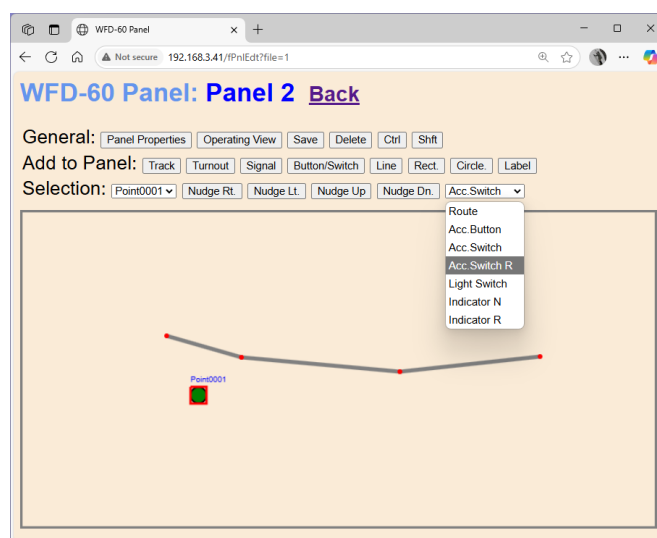 WFD-60 Panel
Not secure 192.168.3.41/fPnlEdt?file=1
WFD-60 Panel: Panel 2 Back
General: Panel Properties Operating View Save Delete Ctrl Shft
Add to Panel: Track Turnout Signal Button/Switch Line Rect. Circle. Label
Selection: Point0001 Nudge Rt. Nudge Lt. Nudge Up Nudge Dn. Acc.Switch
Route
Acc.Button
Acc.Switch
Acc.Switch R
Light Switch
Indicator N
Indicator R
Point0001